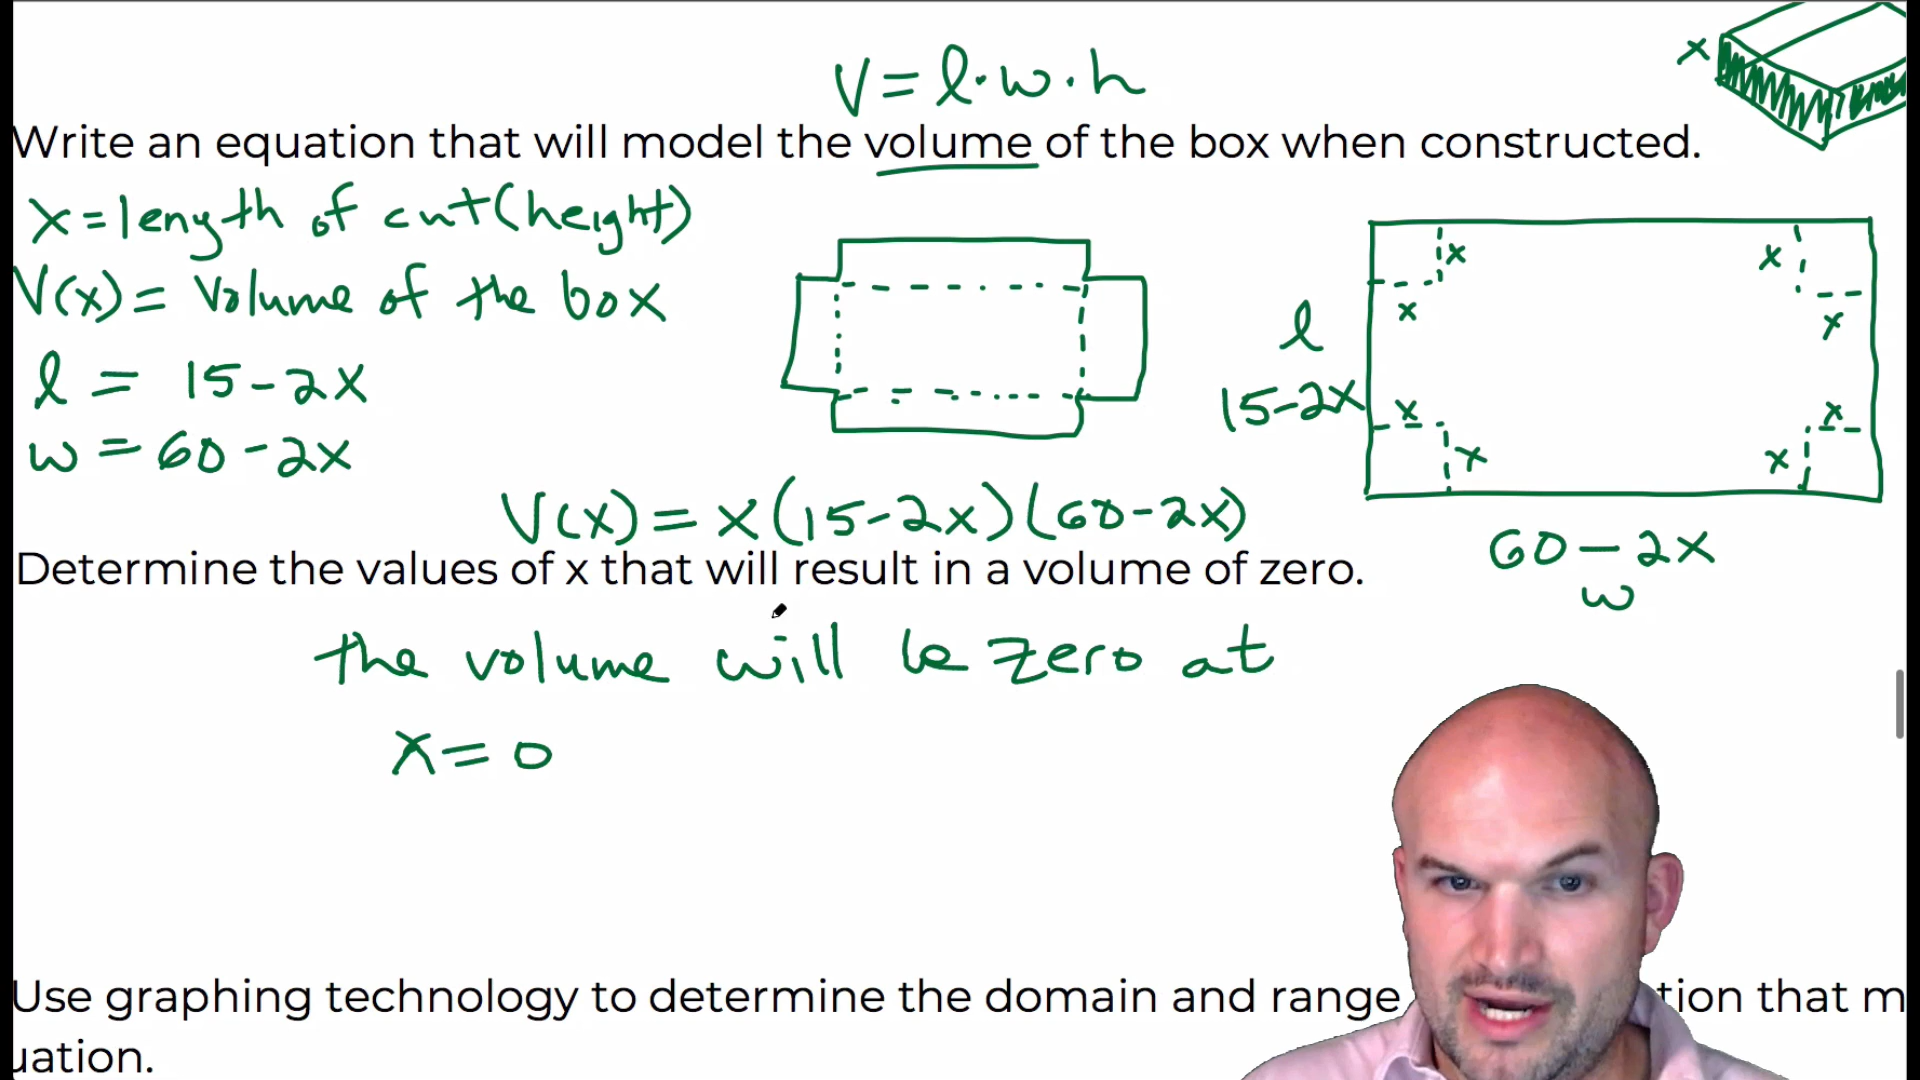 V = l · w · h
x
Write an equation that will model the volume of the box when constructed.
x = length of cut (height)
V(x) = Volume of the box
l = 15 - 2x
w = 60 - 2x
x x
x x
l
15-2x
x x
x x
V(x) = x(15-2x)(60-2x)
60 - 2x
w
Determine the values of x that will result in a volume of zero.
the volume will be zero at
x = 0
Use graphing technology to determine the domain and range tion that m
uation.